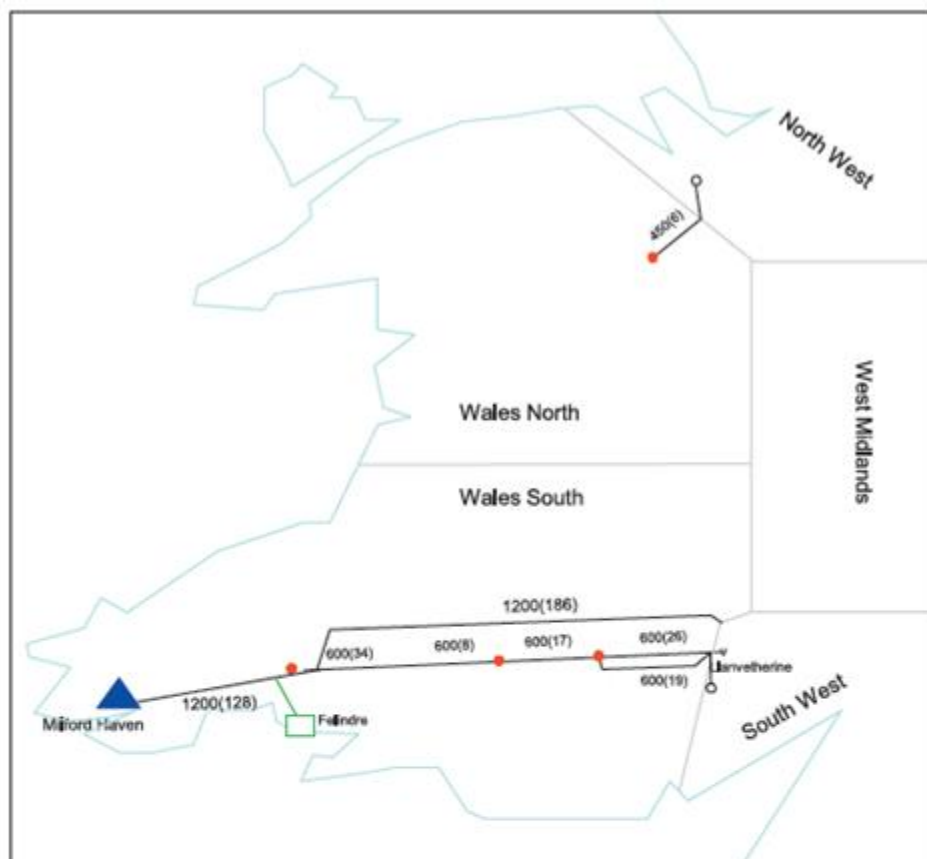 North West
450(6)
West Midlands
Wales North
Wales South
1200(186)
600(34)
600(8)
600(17)
600(26)
Llanvetherine
600(19)
1200(128)
Milford Haven
Felindre
South West